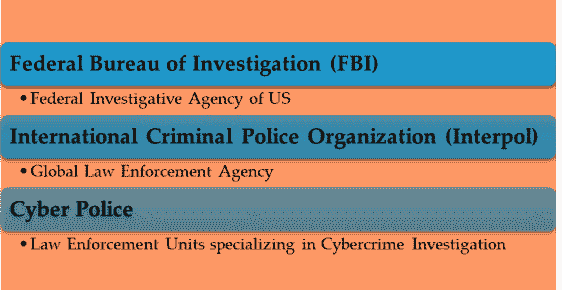 Federal Bureau of Investigation (FBI)
• Federal Investigative Agency of US
International Criminal Police Organization (Interpol)
• Global Law Enforcement Agency
Cyber Police
• Law Enforcement Units specializing in Cybercrime Investigation